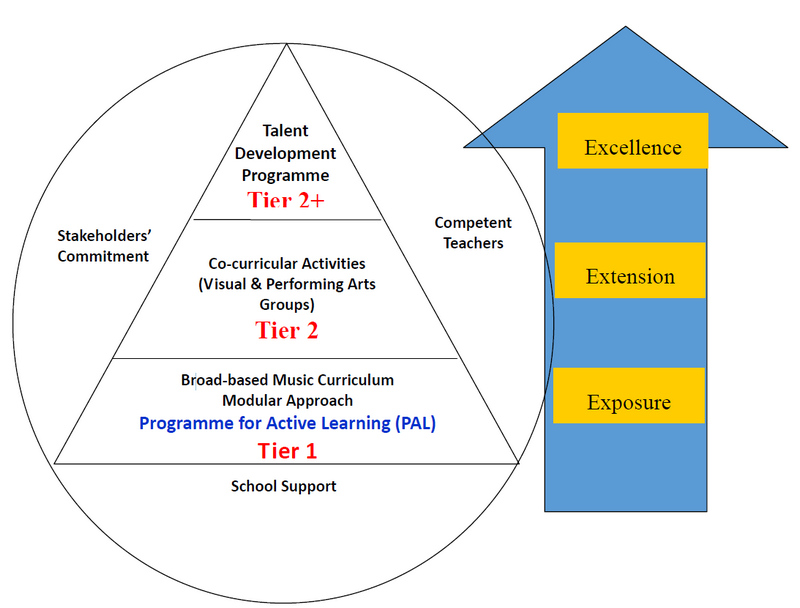 Talent
Development
Programme
Tier 2+
Stakeholders’
Commitment
Competent
Teachers
Co-curricular Activities
(Visual & Performing Arts
Groups)
Tier 2
Broad-based Music Curriculum
Modular Approach
Programme for Active Learning (PAL)
Tier 1
School Support
Excellence
Extension
Exposure